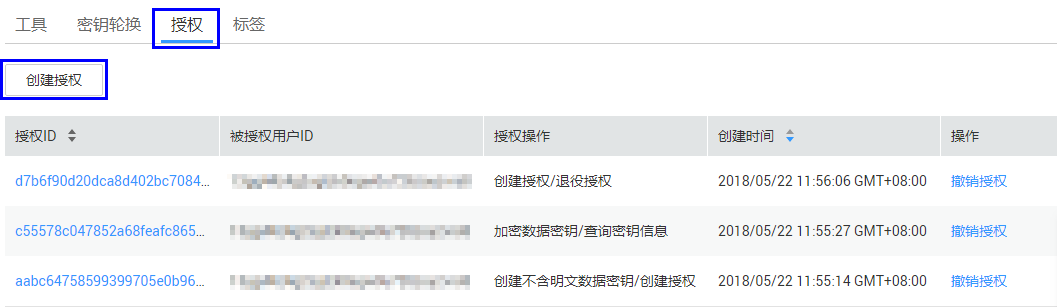 工具 密钥轮换 授权 标签
创建授权
授权ID 被授权用户ID 授权操作 创建时间 操作
d7b6f90d20dca8d402bc7084... 创建授权/退役授权 2018/05/22 11:56:06 GMT+08:00 撤销授权
c55578c047852a68feafc865... 加密数据密钥/查询密钥信息 2018/05/22 11:55:27 GMT+08:00 撤销授权
aabc64758599399705e0b96... 创建不含明文数据密钥/创建授权 2018/05/22 11:55:14 GMT+08:00 撤销授权